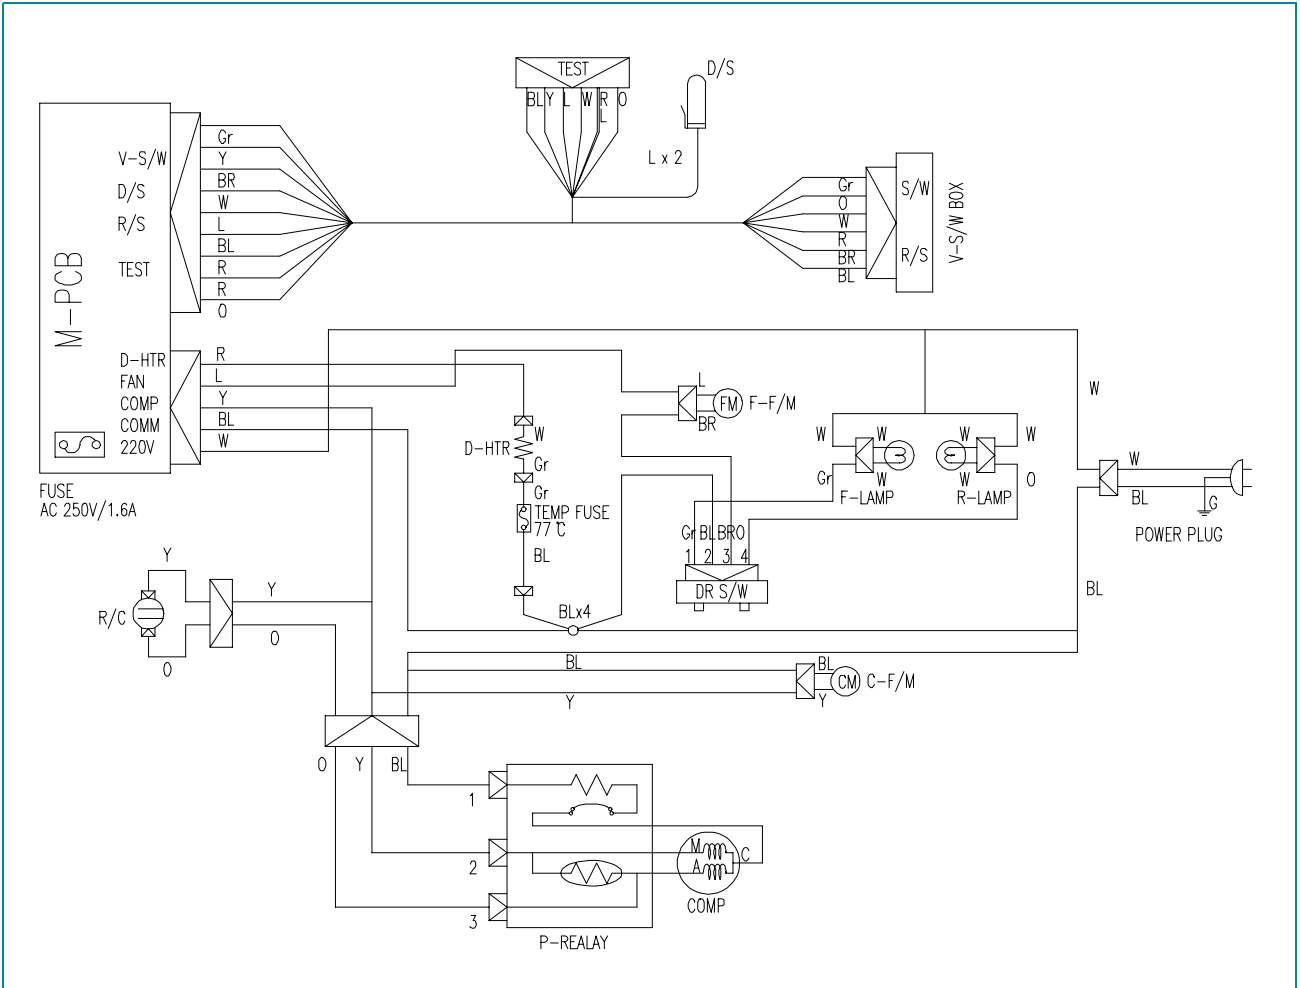 TEST
BL Y L W R O
L
D/S
L x 2
M-PCB
V-S/W
D/S
R/S
TEST
Gr
Y
BR
W
L
BL
R
R
O
Gr
O
W
R
BR
BL
S/W
R/S
V-S/W BOX
D-HTR
FAN
COMP
COMM
220V
R
L
Y
BL
W
FUSE
AC 250V/1.6A
D-HTR
W
Gr
Gr
TEMP FUSE
77℃
BL
BLx4
L
BR
FM
F-F/M
W
Gr
W
W
F-LAMP
W
W
R-LAMP
W
O
W
W
BL
G
POWER PLUG
BL
Gr BL BR O
1 2 3 4
DR S/W
Y
R/C
O
Y
O
BL
Y
BL
Y
CM
C-F/M
O Y BL
1
2
3
M
A
C
COMP
P-REALAY